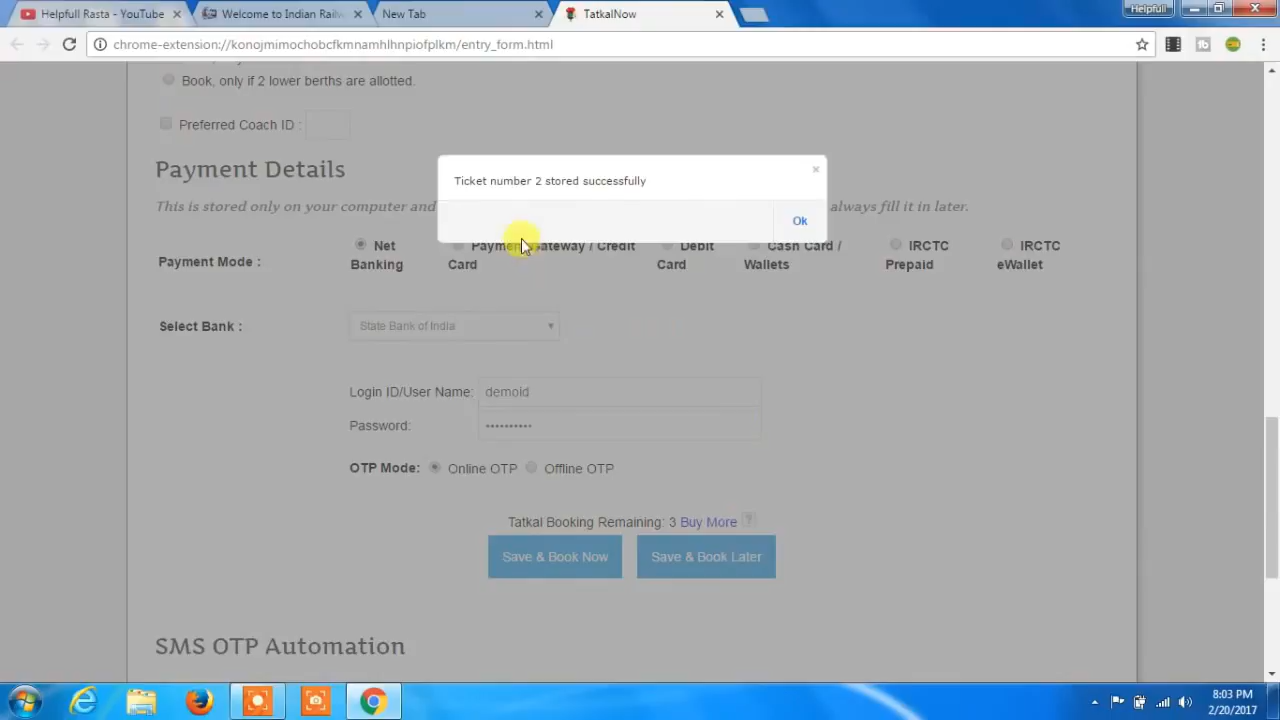 Helpfull Rasta - YouTube
Welcome to Indian Railw
New Tab
TatkalNow
Helpfull
chrome-extension://konojmimochobcfkmnamhlhnpiofplkm/entry_form.html
Book, only if 2 lower berths are allotted.
Preferred Coach ID :
Payment Details
Ticket number 2 stored successfully
Ok
This is stored only on your computer and always fill it in later.
Payment Mode :
Net Banking
Payment Gateway / Credit Card
Debit Card
Cash Card / Wallets
IRCTC Prepaid
IRCTC eWallet
Select Bank :
State Bank of India
Login ID/User Name: demoid
Password: ••••••••••
OTP Mode: Online OTP Offline OTP
Tatkal Booking Remaining: 3 Buy More ?
Save & Book Now
Save & Book Later
SMS OTP Automation
8:03 PM
2/20/2017